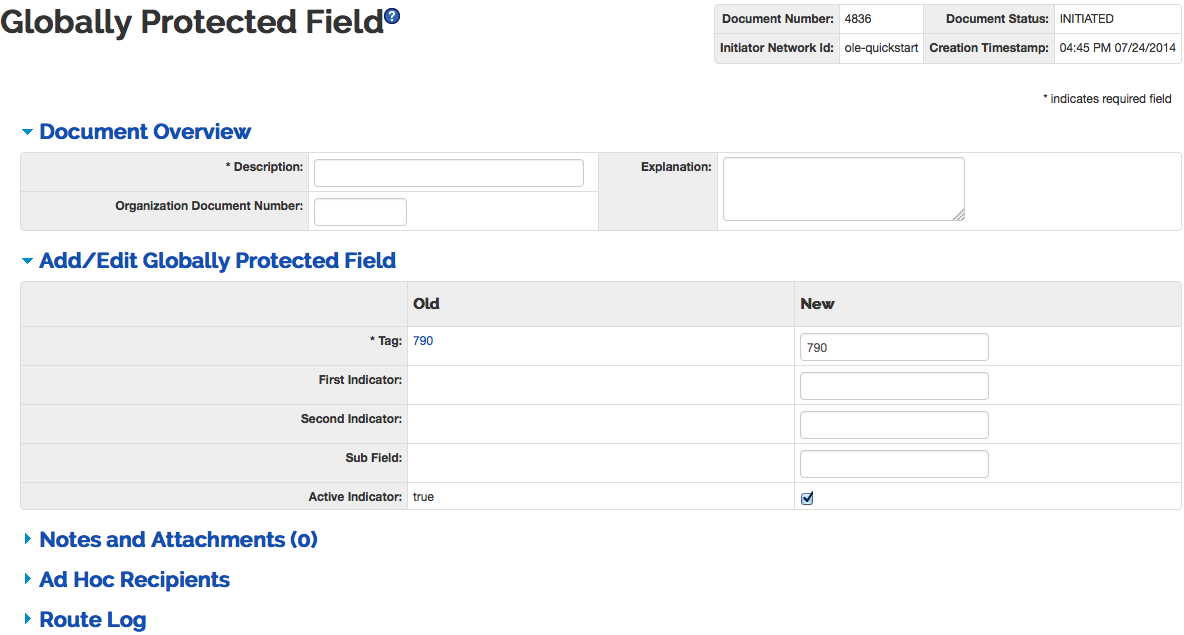 Globally Protected Field?
Document Number: 4836 Document Status: INITIATED
Initiator Network Id: ole-quickstart Creation Timestamp: 04:45 PM 07/24/2014
* indicates required field
Document Overview
* Description: Explanation:
Organization Document Number:
Add/Edit Globally Protected Field
Old New
* Tag: 790 790
First Indicator:
Second Indicator:
Sub Field:
Active Indicator: true
Notes and Attachments (0)
Ad Hoc Recipients
Route Log